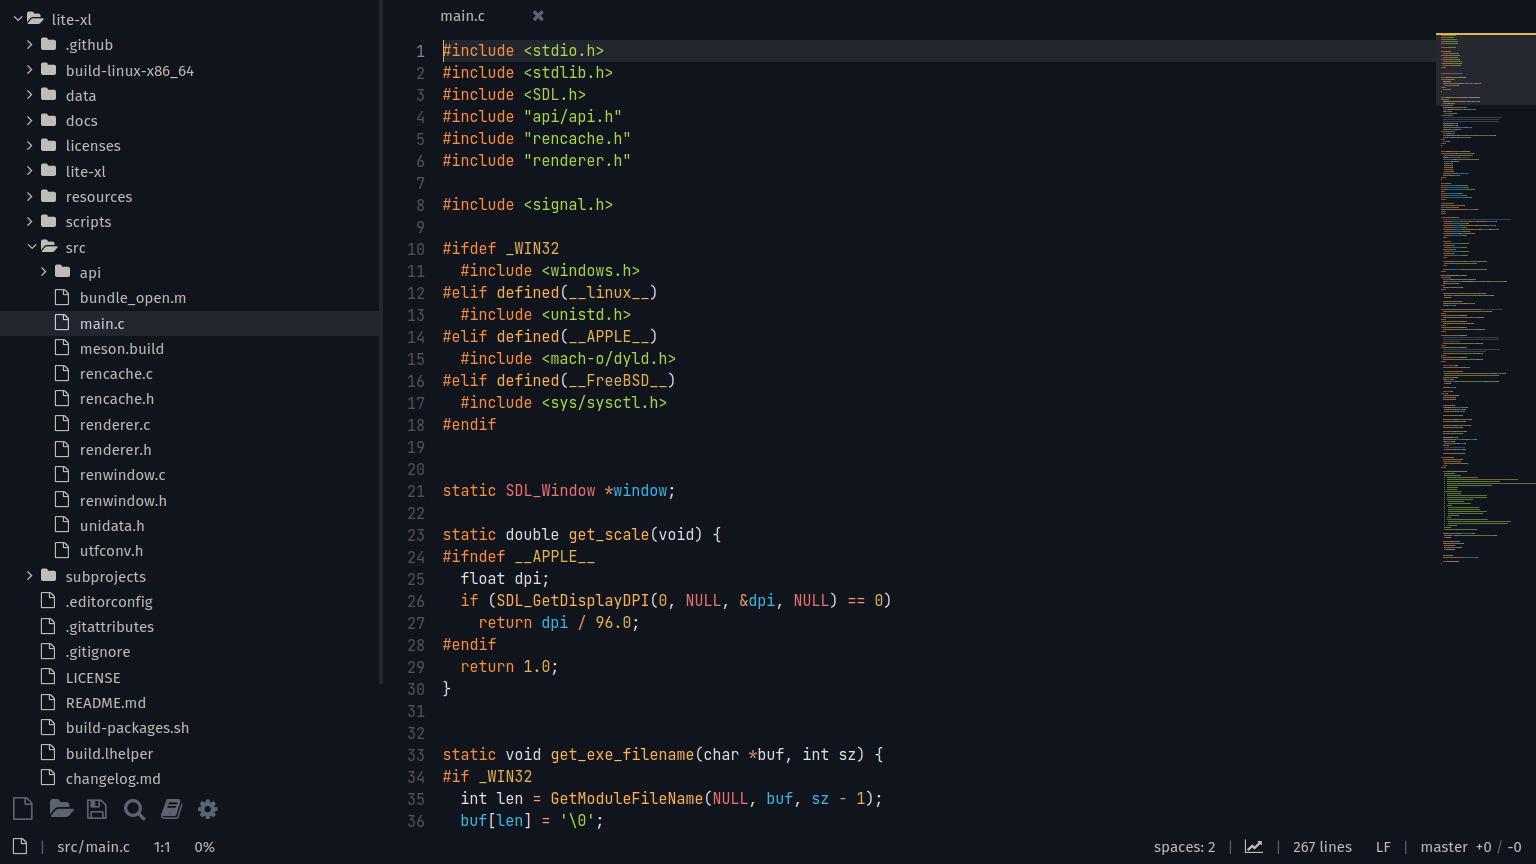 lite-xl
.github
build-linux-x86_64
data
docs
licenses
lite-xl
resources
scripts
src
api
bundle_open.m
main.c
meson.build
rencache.c
rencache.h
renderer.c
renderer.h
renwindow.c
renwindow.h
unidata.h
utfconv.h
subprojects
.editorconfig
.gitattributes
.gitignore
LICENSE
README.md
build-packages.sh
build.lhelper
changelog.md
main.c
1 #include <stdio.h>
2 #include <stdlib.h>
3 #include <SDL.h>
4 #include "api/api.h"
5 #include "rencache.h"
6 #include "renderer.h"
7
8 #include <signal.h>
9
10 #ifdef _WIN32
11   #include <windows.h>
12 #elif defined(__linux__)
13   #include <unistd.h>
14 #elif defined(__APPLE__)
15   #include <mach-o/dyld.h>
16 #elif defined(__FreeBSD__)
17   #include <sys/sysctl.h>
18 #endif
19
20
21 static SDL_Window *window;
22
23 static double get_scale(void) {
24 #ifndef __APPLE__
25   float dpi;
26   if (SDL_GetDisplayDPI(0, NULL, &dpi, NULL) == 0)
27     return dpi / 96.0;
28 #endif
29   return 1.0;
30 }
31
32
33 static void get_exe_filename(char *buf, int sz) {
34 #if _WIN32
35   int len = GetModuleFileName(NULL, buf, sz - 1);
36   buf[len] = '\0';
src/main.c 1:1 0% spaces: 2 | 267 lines LF | master +0 / -0